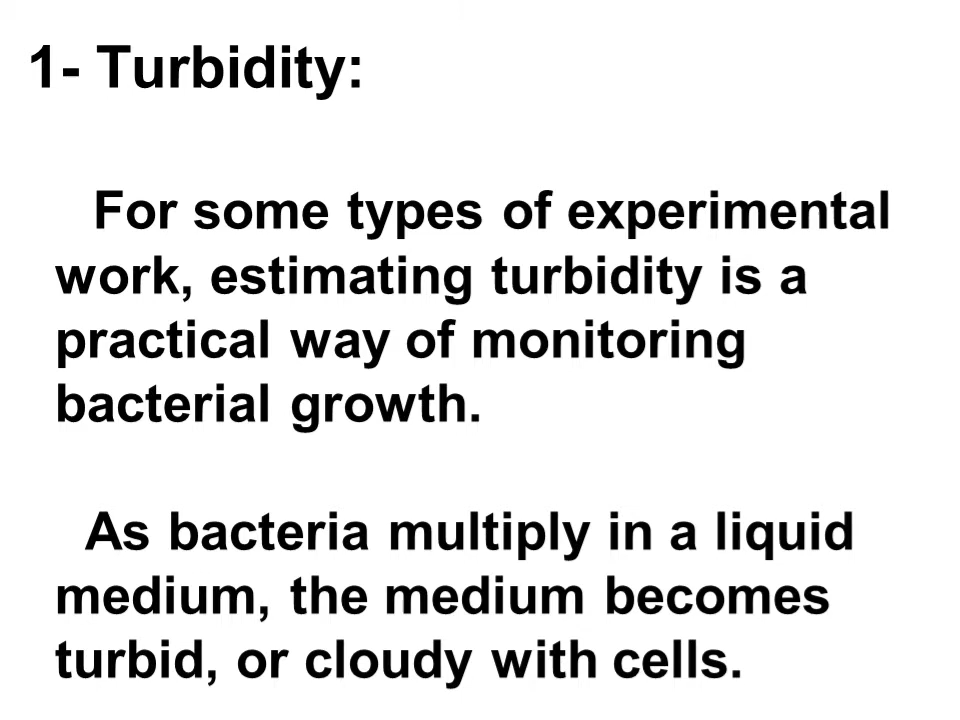 1- Turbidity:
For some types of experimental
work, estimating turbidity is a
practical way of monitoring
bacterial growth.
As bacteria multiply in a liquid
medium, the medium becomes
turbid, or cloudy with cells.